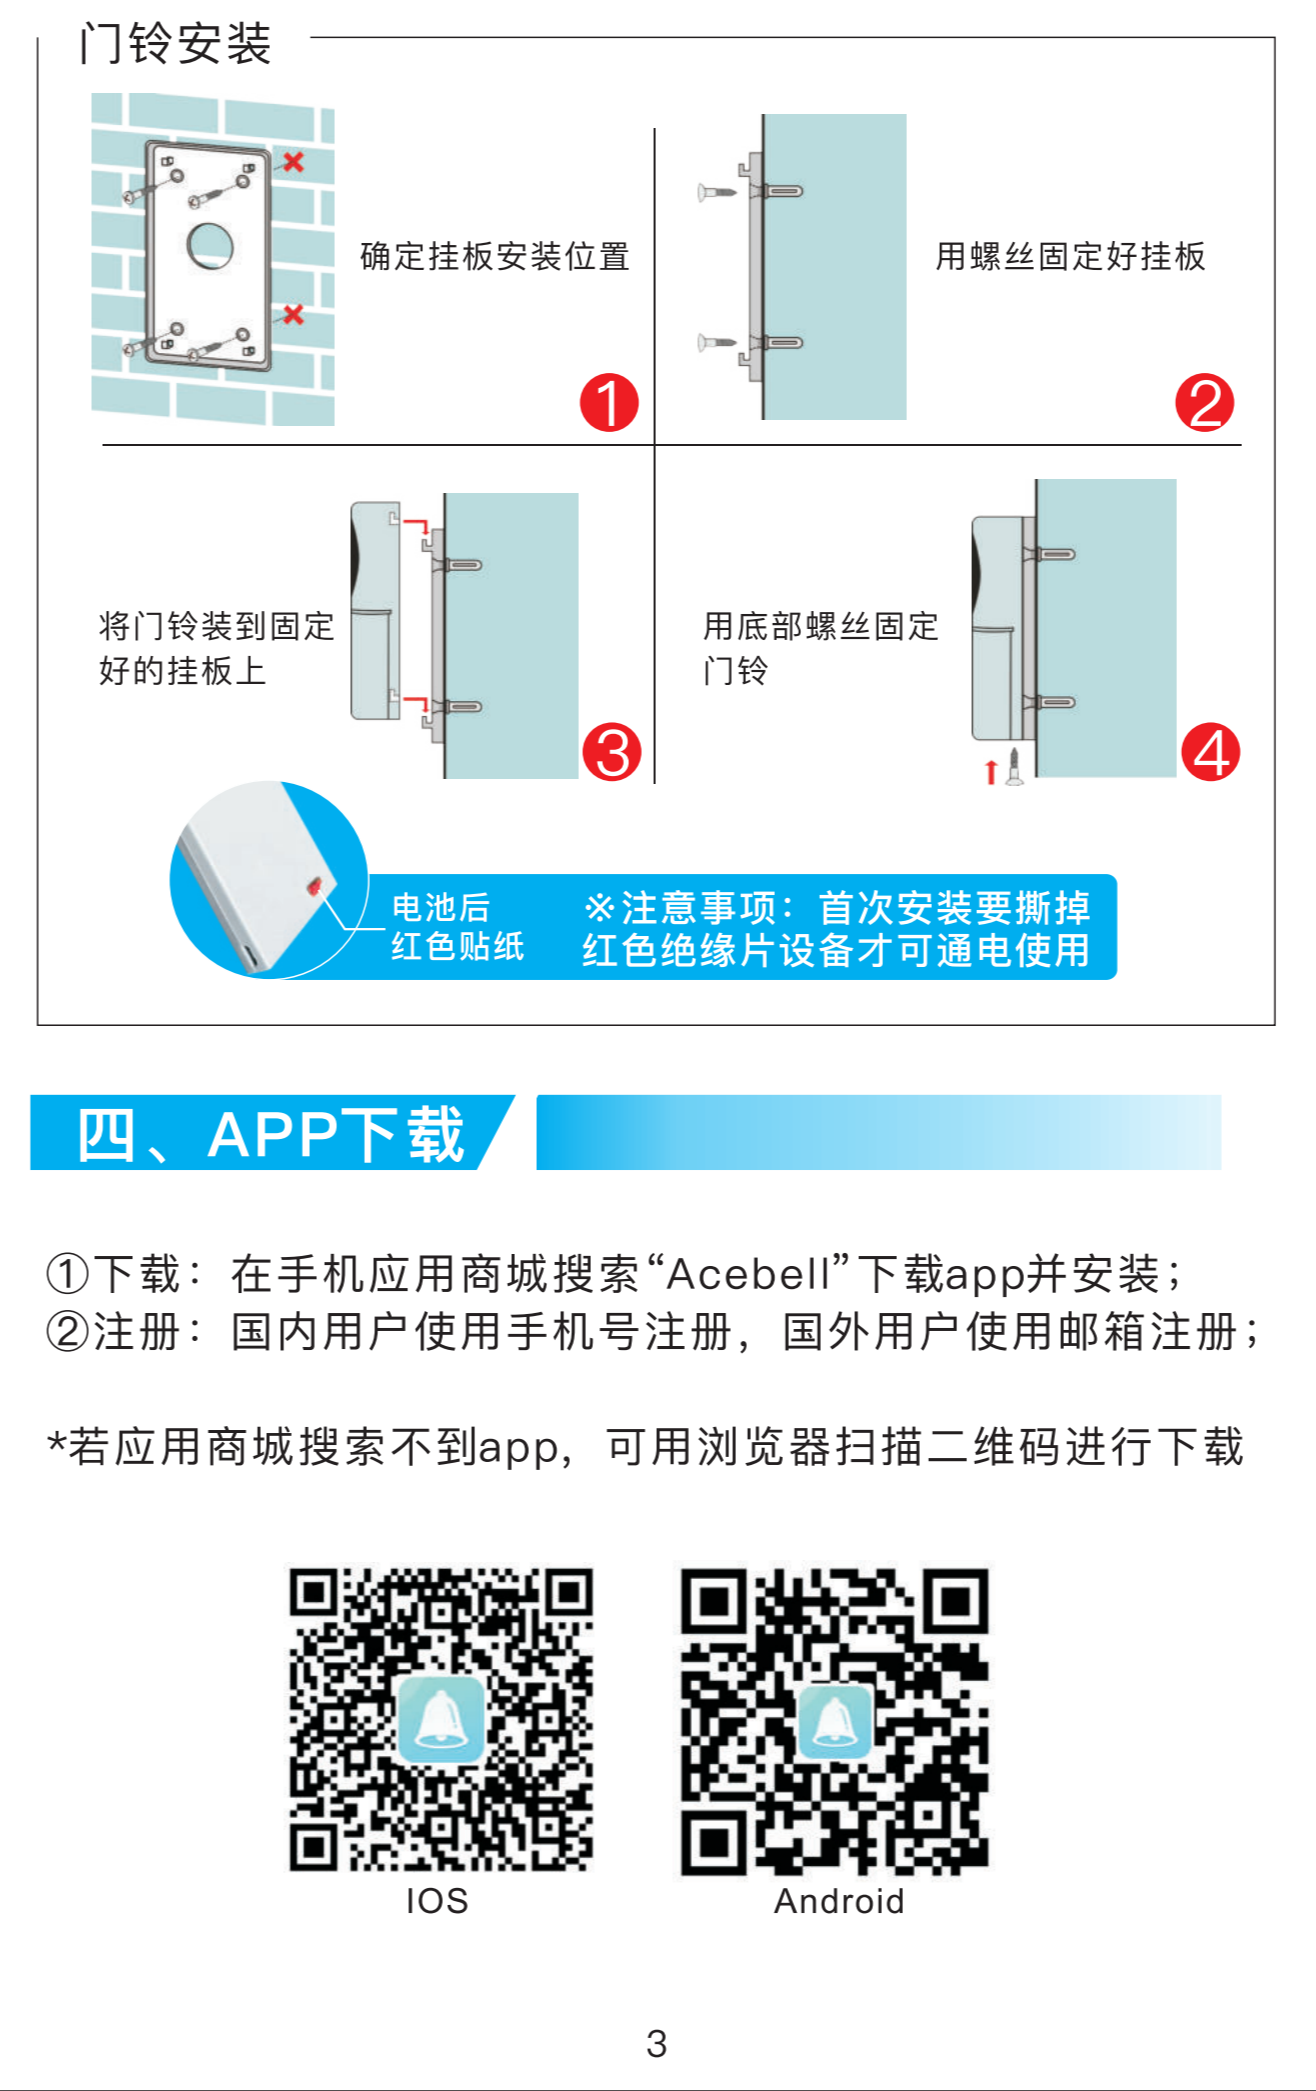 门铃安装
确定挂板安装位置
1
用螺丝固定好挂板
2
将门铃装到固定
好的挂板上
3
用底部螺丝固定
门铃
4
电池后
红色贴纸
※注意事项：首次安装要撕掉
红色绝缘片设备才可通电使用
四、APP下载
①下载：在手机应用商城搜索“Acebell”下载app并安装；
②注册：国内用户使用手机号注册，国外用户使用邮箱注册；
*若应用商城搜索不到app，可用浏览器扫描二维码进行下载
IOS
Android
3